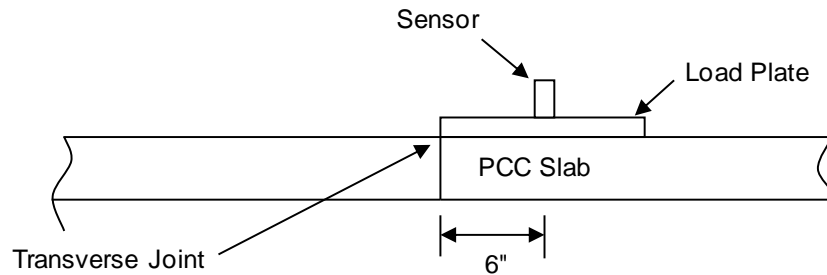 Sensor
Load Plate
PCC Slab
Transverse Joint
6"